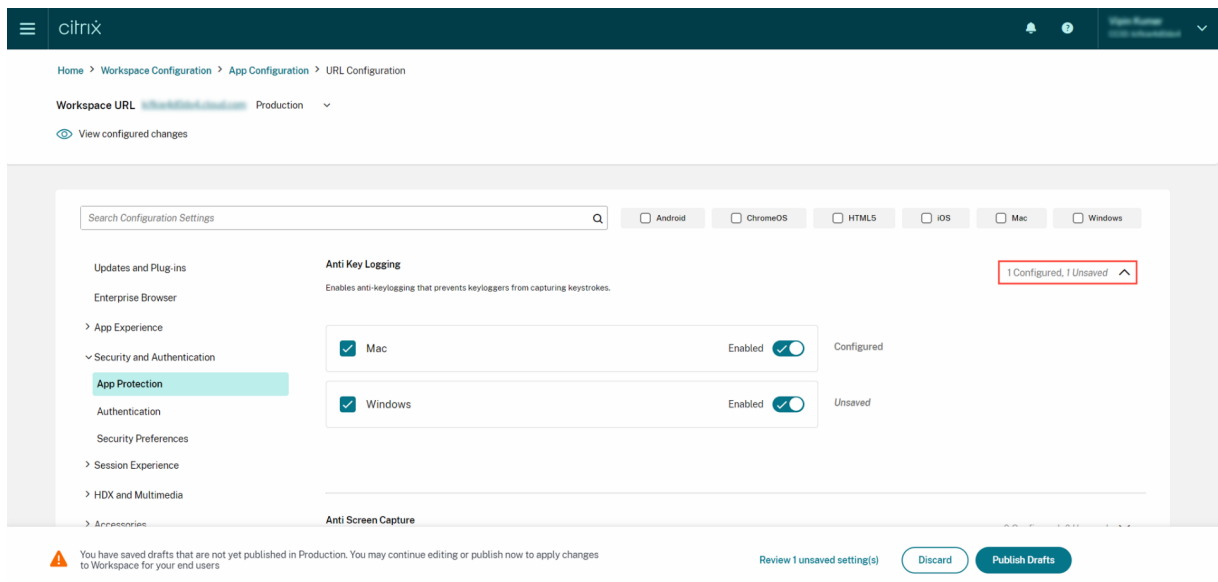 citrix
Home > Workspace Configuration > App Configuration > URL Configuration
Workspace URL Production
View configured changes
Search Configuration Settings
Android ChromeOS HTML5 iOS Mac Windows
Updates and Plug-ins
Enterprise Browser
App Experience
Security and Authentication
App Protection
Authentication
Security Preferences
Session Experience
HDX and Multimedia
Accessories
Anti Key Logging
1 Configured, 1 Unsaved
Enables anti-keylogging that prevents keyloggers from capturing keystrokes.
Mac Enabled Configured
Windows Enabled Unsaved
Anti Screen Capture
You have saved drafts that are not yet published in Production. You may continue editing or publish now to apply changes
to Workspace for your end users
Review 1 unsaved setting(s) Discard Publish Drafts